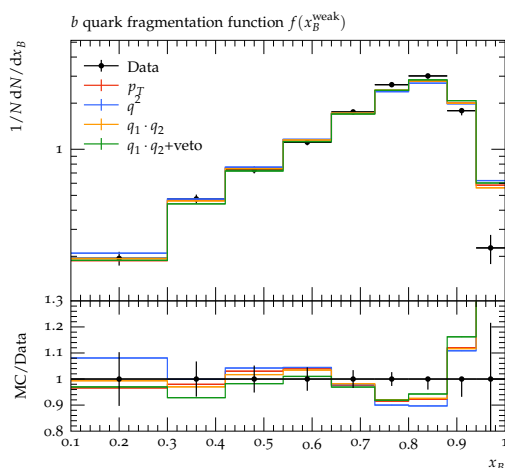 b quark fragmentation function f(x_B^weak)
1/N dN/dx_B
Data
p_T
q^2
q_1 · q_2
q_1 · q_2+veto
1
MC/Data
1.3
1.2
1.1
1.0
0.9
0.8
0.1 0.2 0.3 0.4 0.5 0.6 0.7 0.8 0.9 1
x_B